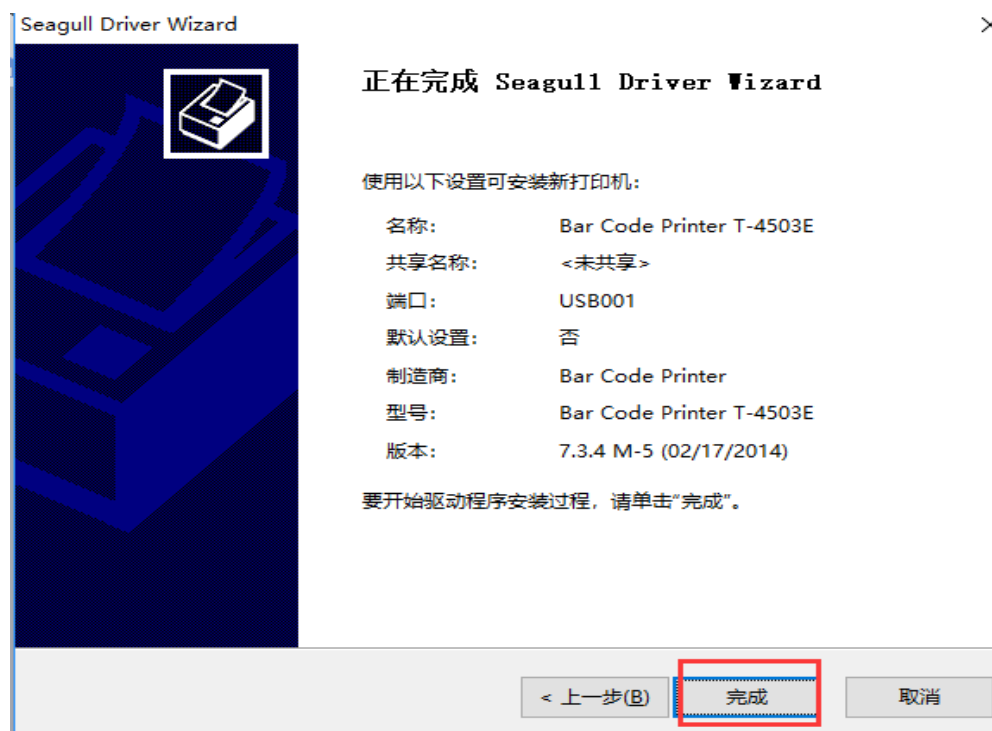 Seagull Driver Wizard
正在完成 Seagull Driver Wizard
使用以下设置可安装新打印机:
名称: Bar Code Printer T-4503E
共享名称: <未共享>
端口: USB001
默认设置: 否
制造商: Bar Code Printer
型号: Bar Code Printer T-4503E
版本: 7.3.4 M-5 (02/17/2014)
要开始驱动程序安装过程，请单击“完成”。
< 上一步(B) 完成 取消